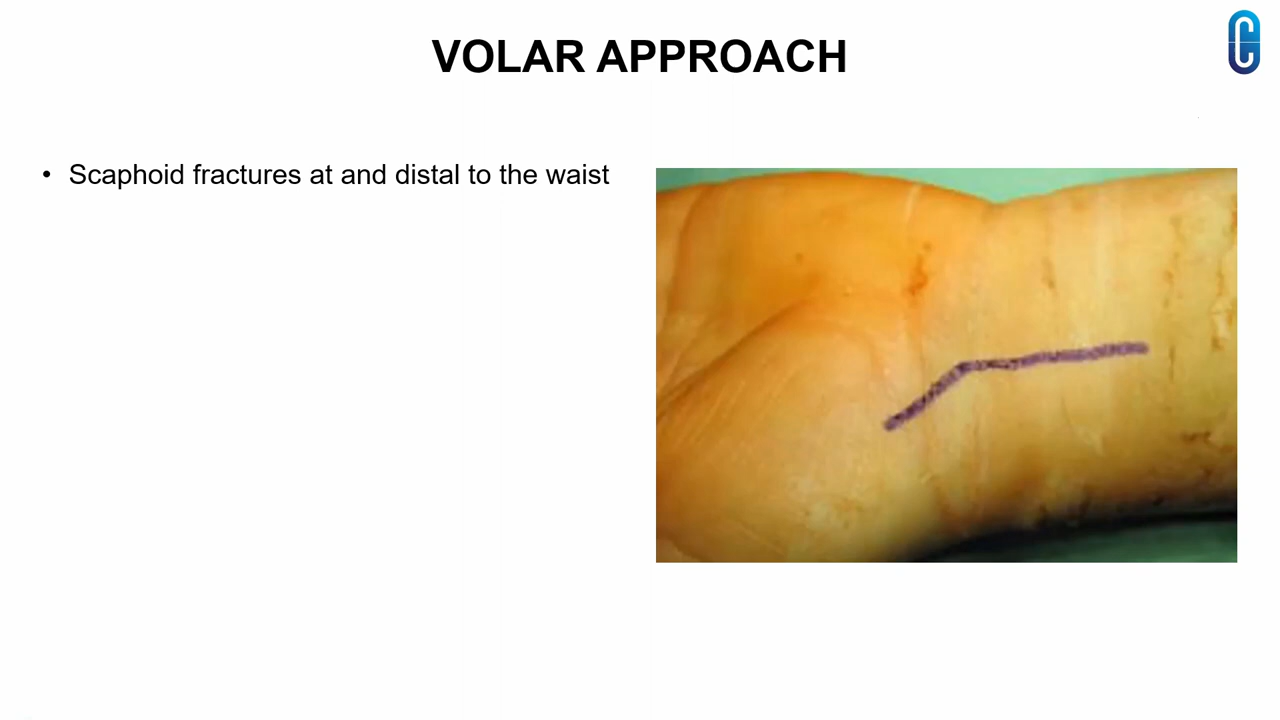 VOLAR APPROACH
• Scaphoid fractures at and distal to the waist